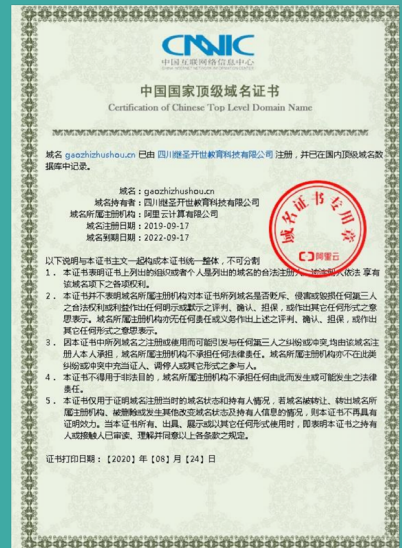 CNNIC
中国互联网络信息中心
中国国家顶级域名证书
Certification of Chinese Top Level Domain Name
域名 gaozhizhushou.cn 已由 四川继圣开世教育科技有限公司 注册，并已在国内顶级域名数
据库中记录。
域名：gaozhizhushou.cn
域名持有者：四川继圣开世教育科技有限公司
域名所属注册机构：阿里云计算有限公司
域名注册日期：2019-09-17
域名到期日期：2022-09-17
域名证书专用章
阿里云
以下说明与本证书主文一起构成本证书统一整体，不可分割
1. 本证书表明证书上列出的组织或者个人是列出的域名的合法注册人。该注册人依法 享有
该域名项下之各项权利。
2. 本证书并不表明域名所属注册机构对本证书所列域名是否贬斥、侵害或毁损任何第三人
之合法权利或利益作出任何明示或默示之评判、确认、担保，或作出其它任何形式之意
思表示。域名所属注册机构亦无任何责任或义务作出上述之评判、确认、担保，或作出
其它任何形式之意思表示。
3. 因本证书中所列域名之注册或使用而可能引发与任何第三人之纠纷或冲突,均由该域名注
册人本人承担，域名所属注册机构不承担任何法律责任。域名所属注册机构亦不在此类
纠纷或冲突中充当证人、调停人或其它形式之参与人。
4. 本证书不得用于非法目的，域名所属注册机构不承担任何由此而发生或可能发生之法律
责任。
5. 本证书仅用于证明域名注册当时的域名状态和持有人情况，若域名被转让、转出域名所
属注册机构、被删除或发生其他改变域名状态及持有人信息的情况，则本证书不再具有
证明效力。当本证书所有、出具、展示或以其它任何形式使用时，即表明本证书之持有
人或接触人已审读、理解并同意以上各条款之规定。
证书打印日期：【2020】年【08】月【24】日